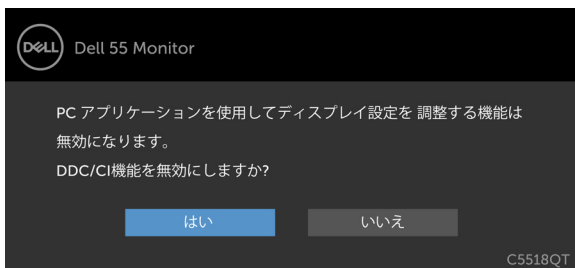 DELL
Dell 55 Monitor
PC アプリケーションを使用してディスプレイ設定を 調整する機能は
無効になります。
DDC/CI機能を無効にしますか?
はい
いいえ
C5518QT